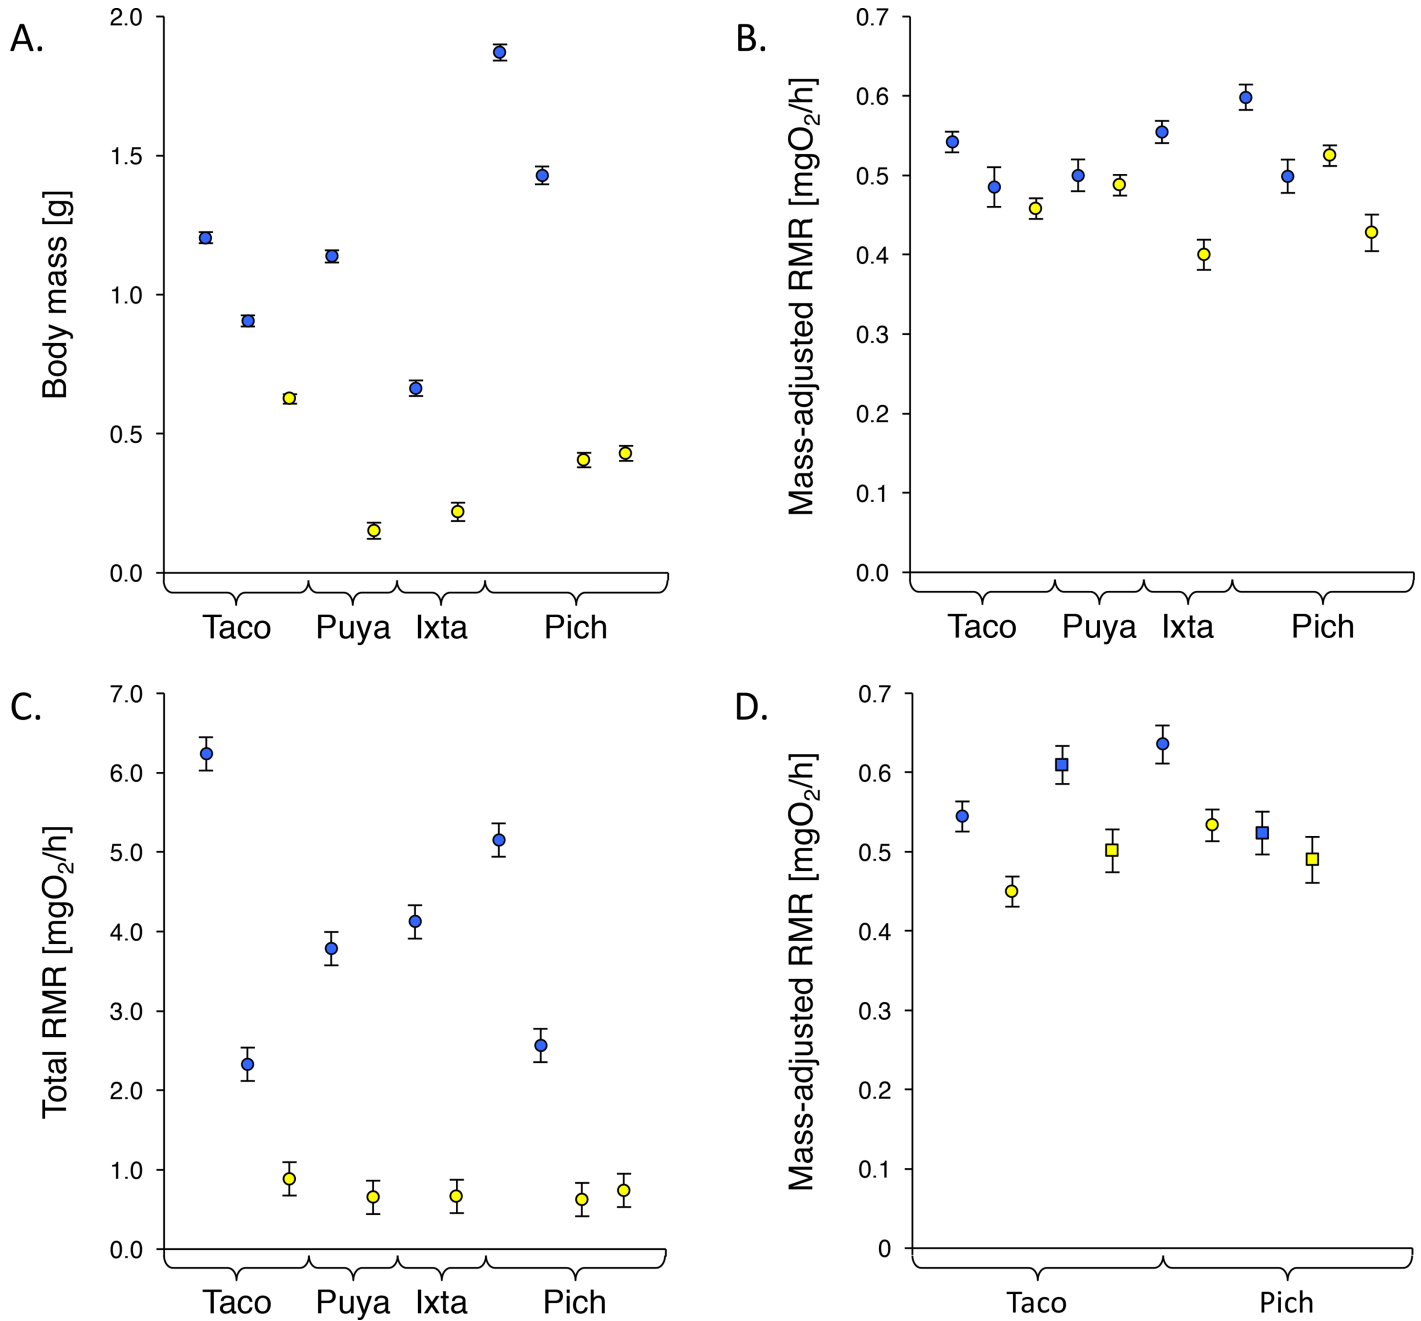 A.
Body mass [g]
2.0
1.5
1.0
0.5
0.0
Taco Puya Ixta Pich
B.
Mass-adjusted RMR [mgO2/h]
0.7
0.6
0.5
0.4
0.3
0.2
0.1
0.0
Taco Puya Ixta Pich
C.
Total RMR [mgO2/h]
7.0
6.0
5.0
4.0
3.0
2.0
1.0
0.0
Taco Puya Ixta Pich
D.
Mass-adjusted RMR [mgO2/h]
0.7
0.6
0.5
0.4
0.3
0.2
0.1
0
Taco Pich